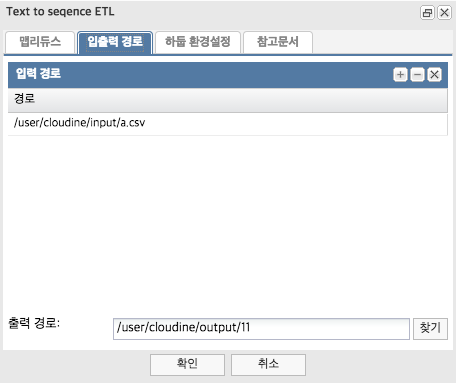 Text to seqence ETL
맵리듀스 입출력 경로 하둡 환경설정 참고문서
입력 경로
경로
/user/cloudine/input/a.csv
출력 경로: /user/cloudine/output/11 찾기
확인 취소